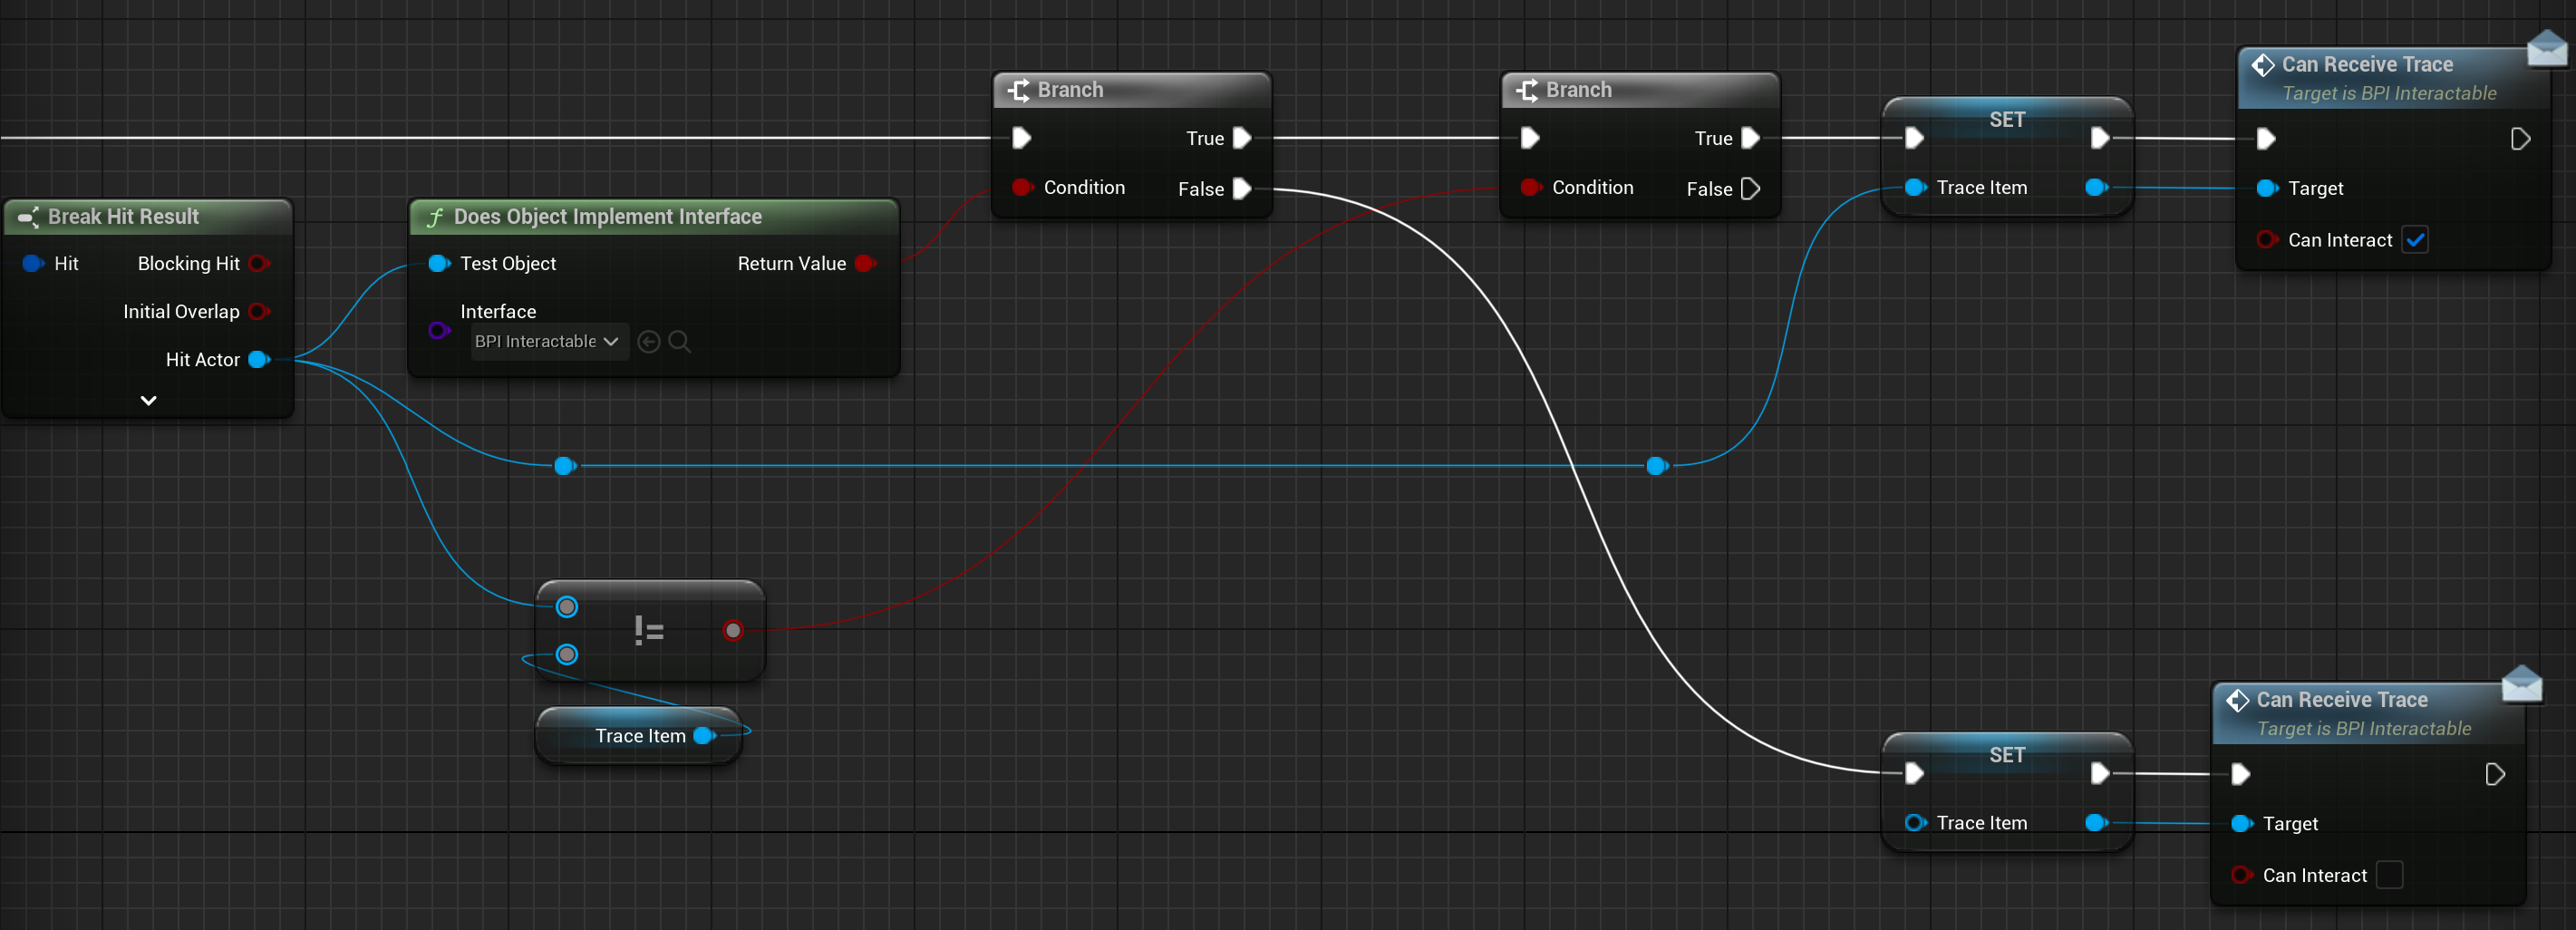 Branch
True
Condition
False
Branch
True
Condition
False
SET
Trace Item
Can Receive Trace
Target is BPI Interactable
Target
Can Interact
Break Hit Result
Hit
Blocking Hit
Initial Overlap
Hit Actor
Does Object Implement Interface
Test Object
Return Value
Interface
BPI Interactable
!=
Trace Item
SET
Trace Item
Can Receive Trace
Target is BPI Interactable
Target
Can Interact